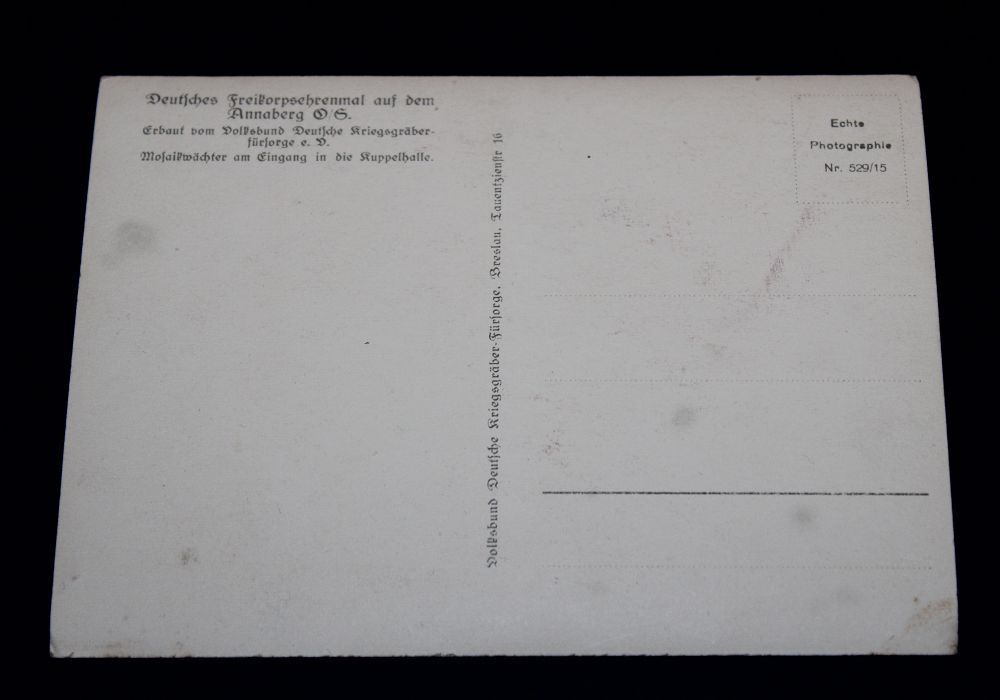 Deutſches Freikorpsehrenmal auf dem
Annaberg O/S.
Erbaut vom Volksbund Deutſche Kriegsgräber-
fürſorge e. V.
Moſaikwächter am Eingang in die Kuppelhalle.
Volksbund Deutſche Kriegsgräber-Fürſorge, Breslau, Tauentzienſtr 16
Echte
Photographie
Nr. 529/15